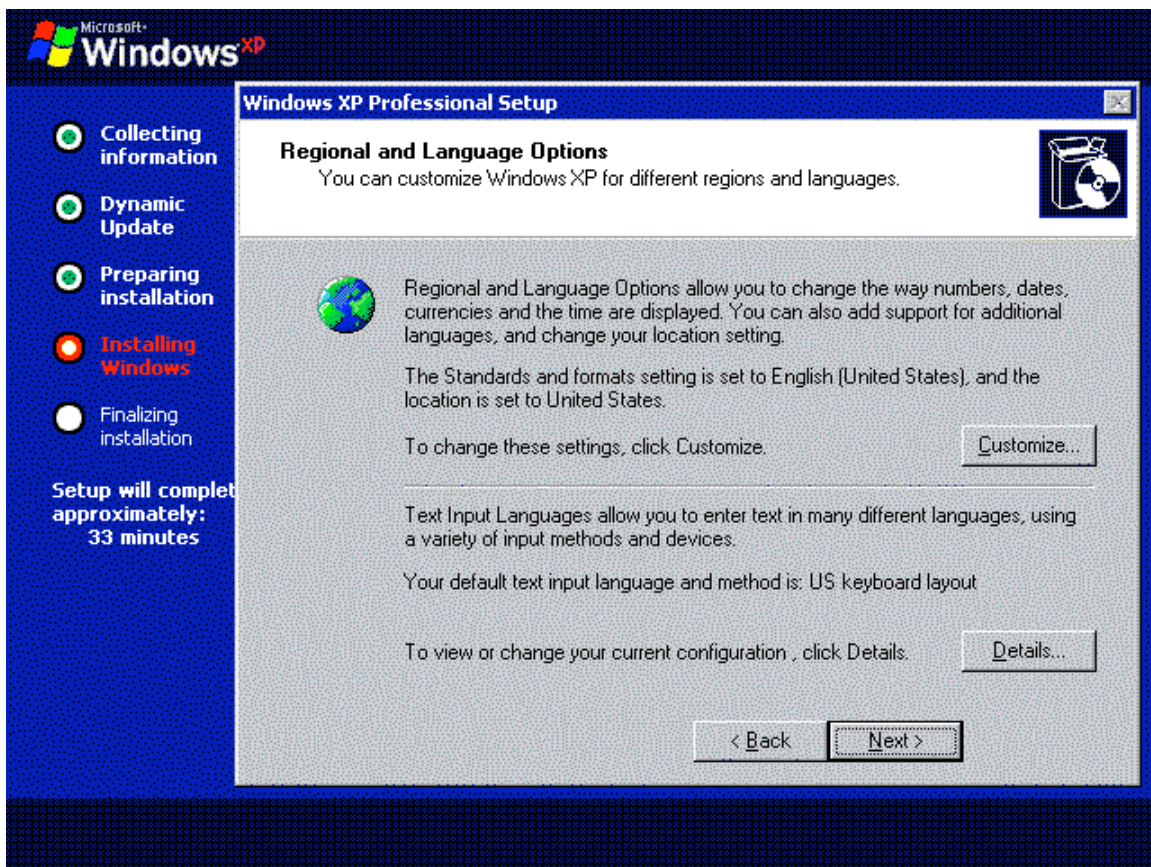 Microsoft
Windows XP
Collecting
information
Dynamic
Update
Preparing
installation
Installing
Windows
Finalizing
installation
Setup will complet
approximately:
33 minutes
Windows XP Professional Setup
Regional and Language Options
You can customize Windows XP for different regions and languages.
Regional and Language Options allow you to change the way numbers, dates,
currencies and the time are displayed. You can also add support for additional
languages, and change your location setting.
The Standards and formats setting is set to English (United States), and the
location is set to United States.
To change these settings, click Customize.
Customize...
Text Input Languages allow you to enter text in many different languages, using
a variety of input methods and devices.
Your default text input language and method is: US keyboard layout
To view or change your current configuration , click Details.
Details...
< Back
Next >